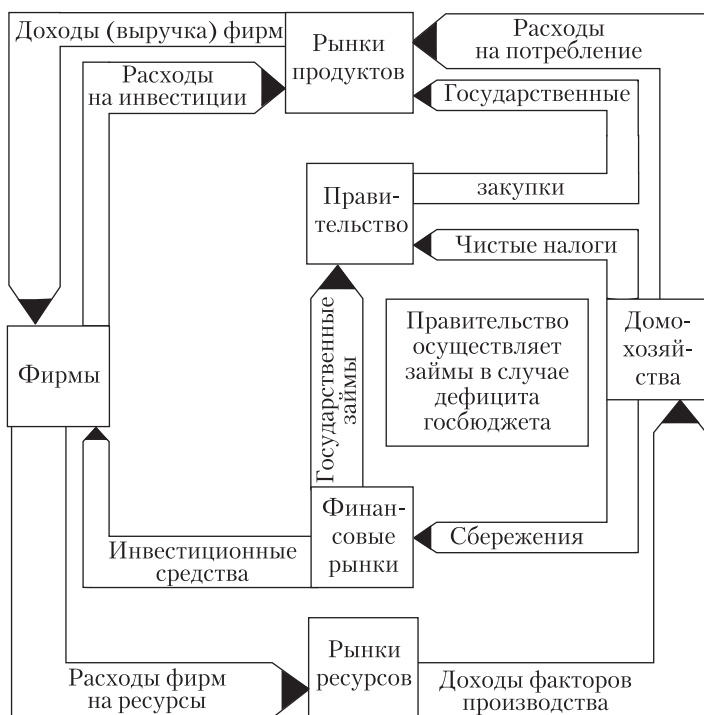 Доходы (выручка) фирм
Рынки
продуктов
Расходы
на потребление
Расходы
на инвестиции
Государственные
закупки
Прави-
тельство
Чистые налоги
Государственные
займы
Правительство
осуществляет
займы в случае
дефицита
госбюджета
Домо-
хозяй-
ства
Фирмы
Финан-
совые
рынки
Сбережения
Инвестиционные
средства
Рынки
ресурсов
Расходы фирм
на ресурсы
Доходы факторов
производства